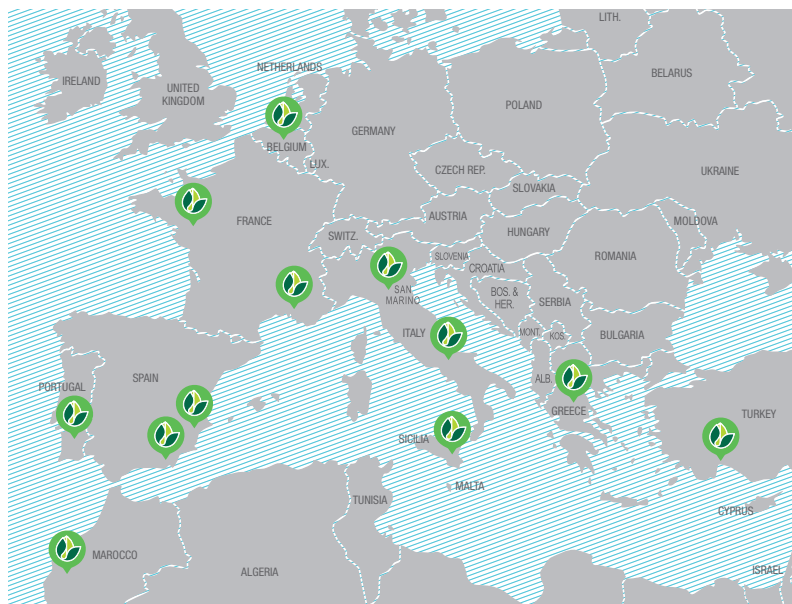 LITH.
IRELAND
UNITED
KINGDOM
NETHERLANDS
BELARUS
POLAND
GERMANY
BELGIUM
LUX.
CZECH REP.
UKRAINE
SLOVAKIA
FRANCE
AUSTRIA
MOLDOVA
SWITZ.
HUNGARY
SLOVENIA
ROMANIA
CROATIA
SAN
MARINO
BOS. &
HER.
SERBIA
ITALY
MONT.
KOS.
BULGARIA
SPAIN
PORTUGAL
ALB.
GREECE
TURKEY
SICILIA
MALTA
TUNISIA
CYPRUS
MAROCCO
ALGERIA
ISRAEL